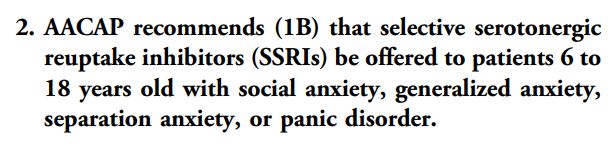 2. AACAP recommends (1B) that selective serotonergic
reuptake inhibitors (SSRIs) be offered to patients 6 to
18 years old with social anxiety, generalized anxiety,
separation anxiety, or panic disorder.